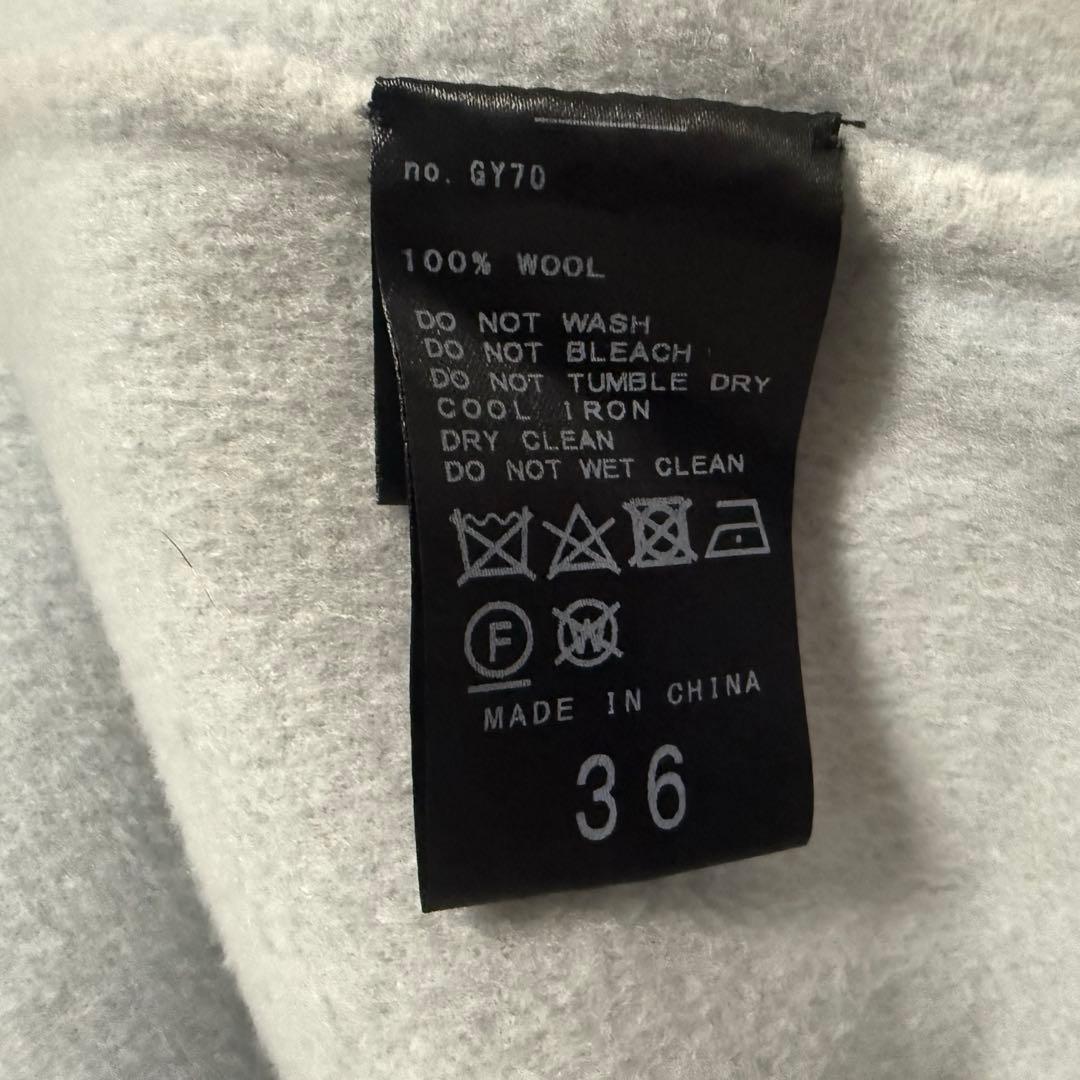 no. GY70
100% WOOL
DO NOT WASH
DO NOT BLEACH
DO NOT TUMBLE DRY
COOL IRON
DRY CLEAN
DO NOT WET CLEAN
F W
MADE IN CHINA
36